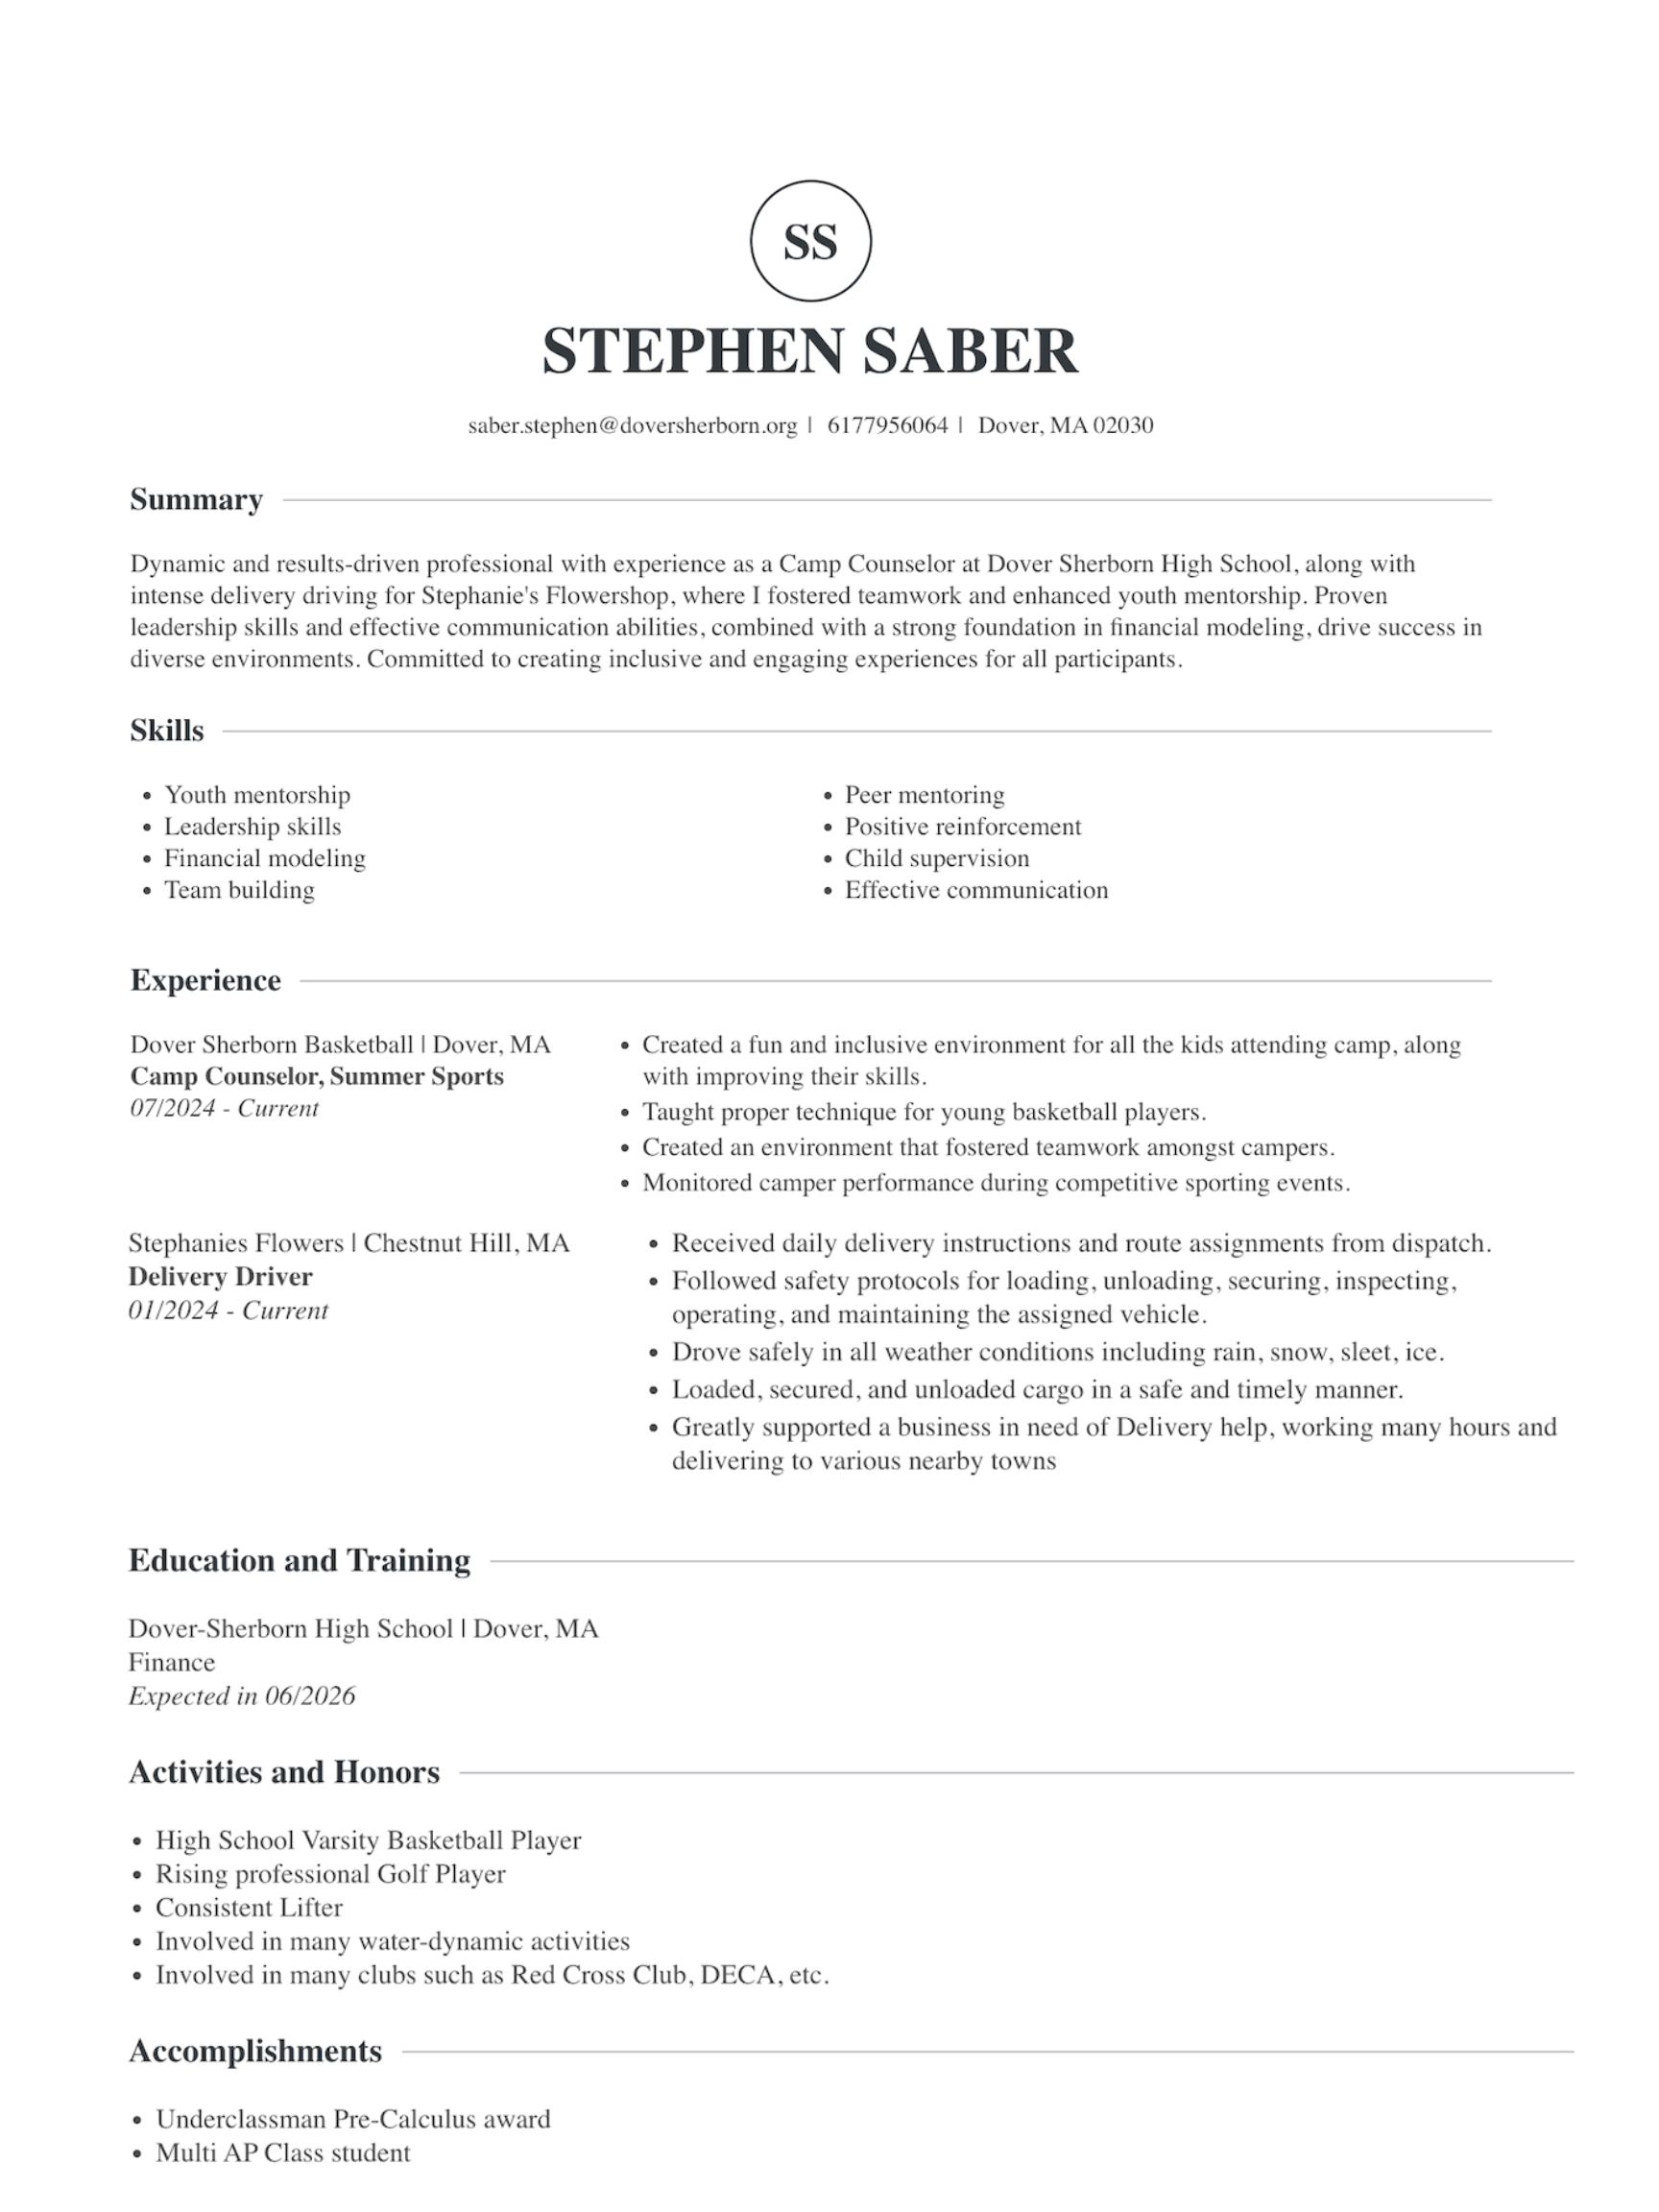 SS
STEPHEN SABER
saber.stephen@doversherborn.org | 6177956064 | Dover, MA 02030
Summary
Dynamic and results-driven professional with experience as a Camp Counselor at Dover Sherborn High School, along with
intense delivery driving for Stephanie's Flowershop, where I fostered teamwork and enhanced youth mentorship. Proven
leadership skills and effective communication abilities, combined with a strong foundation in financial modeling, drive success in
diverse environments. Committed to creating inclusive and engaging experiences for all participants.
Skills
• Youth mentorship
• Leadership skills
• Financial modeling
• Team building
• Peer mentoring
• Positive reinforcement
• Child supervision
• Effective communication
Experience
Dover Sherborn Basketball | Dover, MA
Camp Counselor, Summer Sports
07/2024 - Current
• Created a fun and inclusive environment for all the kids attending camp, along
with improving their skills.
• Taught proper technique for young basketball players.
• Created an environment that fostered teamwork amongst campers.
• Monitored camper performance during competitive sporting events.
Stephanies Flowers | Chestnut Hill, MA
Delivery Driver
01/2024 - Current
• Received daily delivery instructions and route assignments from dispatch.
• Followed safety protocols for loading, unloading, securing, inspecting,
operating, and maintaining the assigned vehicle.
• Drove safely in all weather conditions including rain, snow, sleet, ice.
• Loaded, secured, and unloaded cargo in a safe and timely manner.
• Greatly supported a business in need of Delivery help, working many hours and
delivering to various nearby towns
Education and Training
Dover-Sherborn High School | Dover, MA
Finance
Expected in 06/2026
Activities and Honors
• High School Varsity Basketball Player
• Rising professional Golf Player
• Consistent Lifter
• Involved in many water-dynamic activities
• Involved in many clubs such as Red Cross Club, DECA, etc.
Accomplishments
• Underclassman Pre-Calculus award
• Multi AP Class student